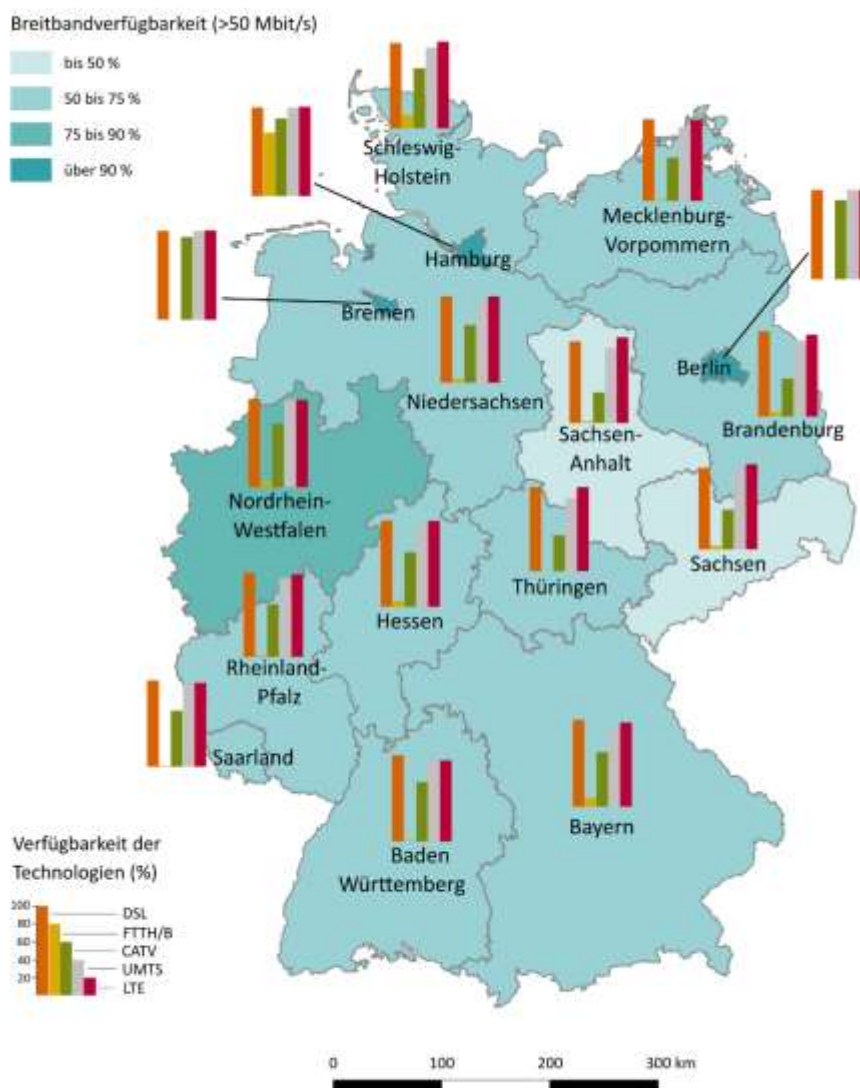 Breitbandverfügbarkeit (>50 Mbit/s)
bis 50 %
50 bis 75 %
75 bis 90 %
über 90 %
Schleswig-
Holstein
Mecklenburg-
Vorpommern
Hamburg
Bremen
Niedersachsen
Berlin
Brandenburg
Sachsen-
Anhalt
Nordrhein-
Westfalen
Sachsen
Thüringen
Hessen
Rheinland-
Pfalz
Saarland
Bayern
Baden
Württemberg
Verfügbarkeit der
Technologien (%)
100
80
60
40
20
DSL
FTTH/B
CATV
UMTS
LTE
0 100 200 300 km